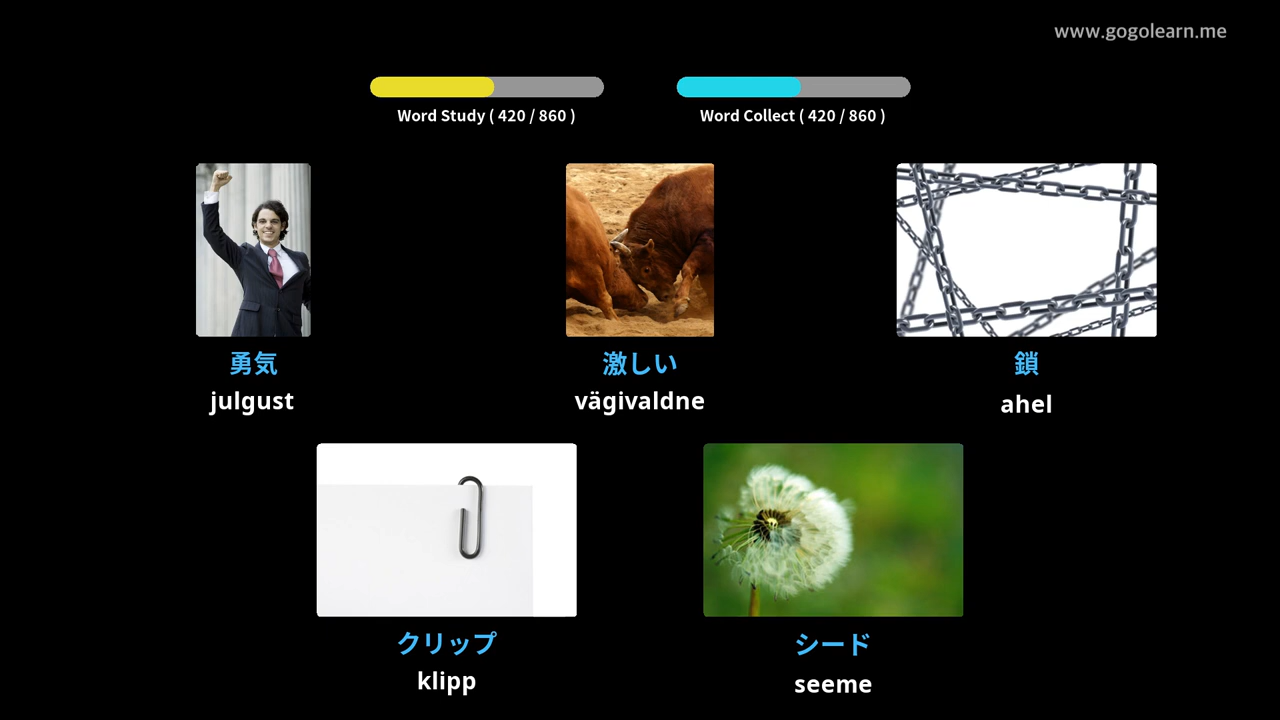 www.gogolearn.me
Word Study ( 420 / 860 )
Word Collect ( 420 / 860 )
勇気
julgust
激しい
vägivaldne
鎖
ahel
クリップ
klipp
シード
seeme